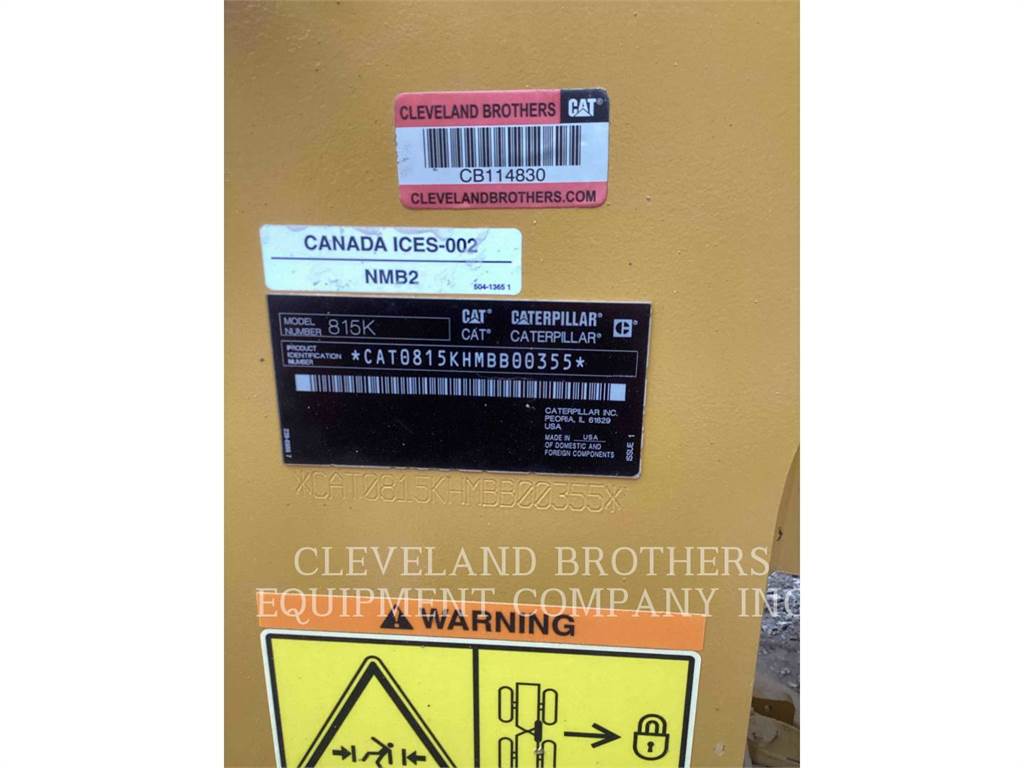 CLEVELAND BROTHERS CAT®
CB114830
CLEVELANDBROTHERS.COM
CANADA ICES-002
NMB2
504-1365 1
MODEL NUMBER 815K
CAT® CATERPILLAR®
CAT® CATERPILLAR®
PRODUCT IDENTIFICATION NUMBER *CAT0815KHMBB00355*
CATERPILLAR INC.
PEORIA, IL 61629
USA
MADE IN USA
OF DOMESTIC AND
FOREIGN COMPONENTS
ISSUE 1
*CAT0815KHMBB00355*
CLEVELAND BROTHERS
EQUIPMENT COMPANY INC
WARNING